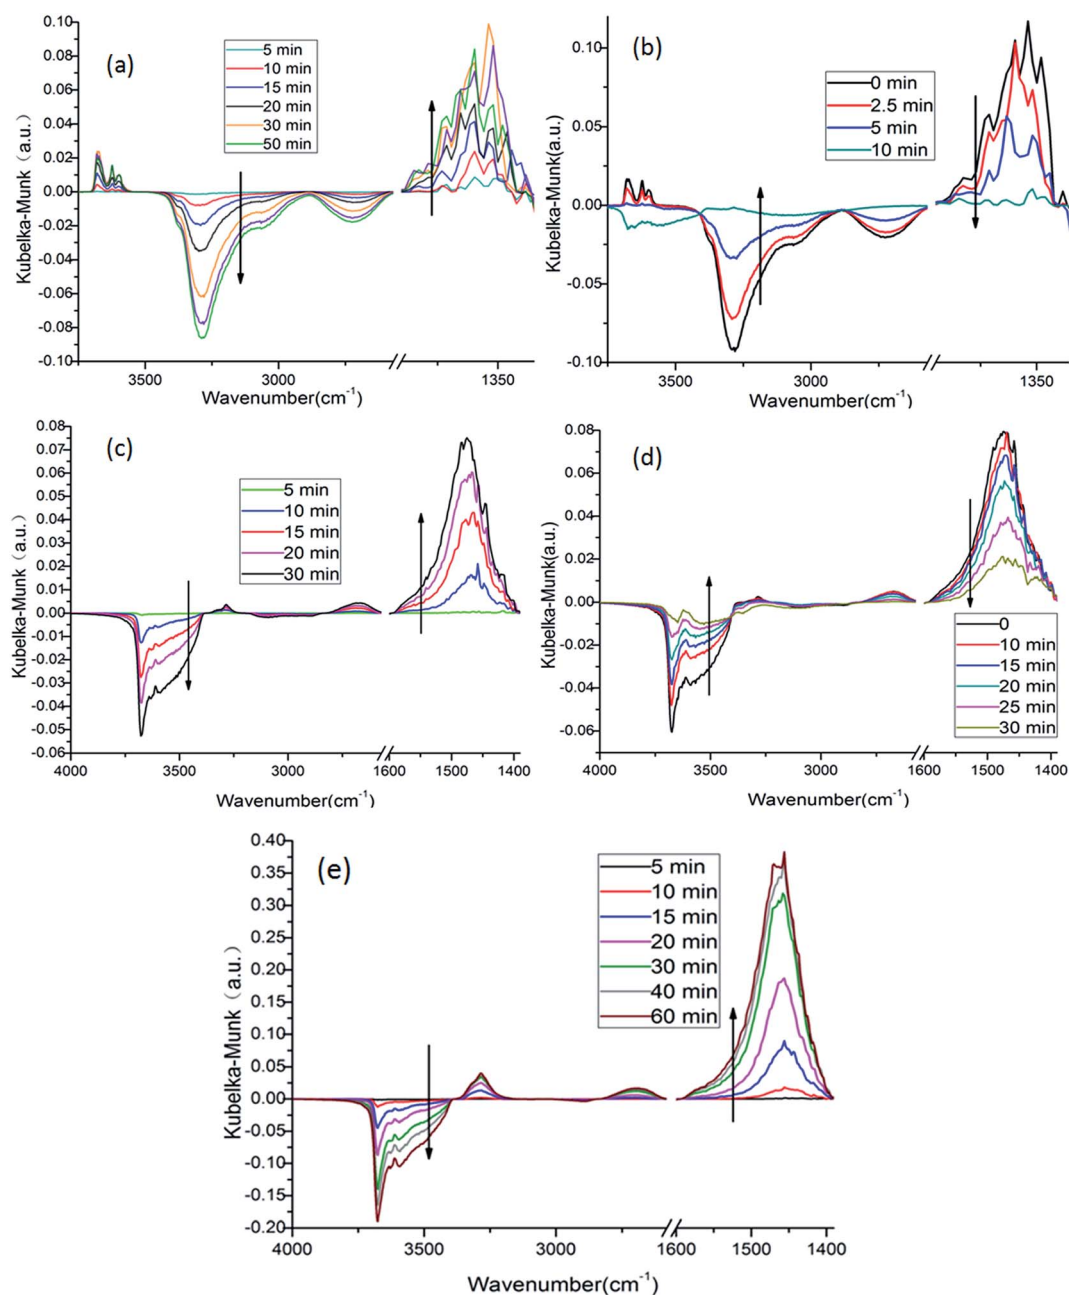 (a)
Kubelka-Munk (a.u.)
0.10
0.08
0.06
0.04
0.02
0.00
-0.02
-0.04
-0.06
-0.08
-0.10
5 min
10 min
15 min
20 min
30 min
50 min
3500
3000
1350
Wavenumber(cm⁻¹)
(b)
Kubelka-Munk(a.u.)
0.10
0.05
0.00
-0.05
-0.10
0 min
2.5 min
5 min
10 min
3500
3000
1350
Wavenumber(cm⁻¹)
(c)
Kubelka-Munk (a.u.)
0.08
0.07
0.06
0.05
0.04
0.03
0.02
0.01
0.00
-0.01
-0.02
-0.03
-0.04
-0.05
-0.06
5 min
10 min
15 min
20 min
30 min
4000
3500
3000
1600
1500
1400
Wavenumber(cm⁻¹)
(d)
Kubelka-Munk(a.u.)
0.08
0.06
0.04
0.02
0.00
-0.02
-0.04
-0.06
0
10 min
15 min
20 min
25 min
30 min
4000
3500
3000
1600
1500
1400
Wavenumber(cm⁻¹)
(e)
Kubelka-Munk (a.u.)
0.40
0.35
0.30
0.25
0.20
0.15
0.10
0.05
0.00
-0.05
-0.10
-0.15
-0.20
5 min
10 min
15 min
20 min
30 min
40 min
60 min
4000
3500
3000
1600
1500
1400
Wavenumber(cm⁻¹)